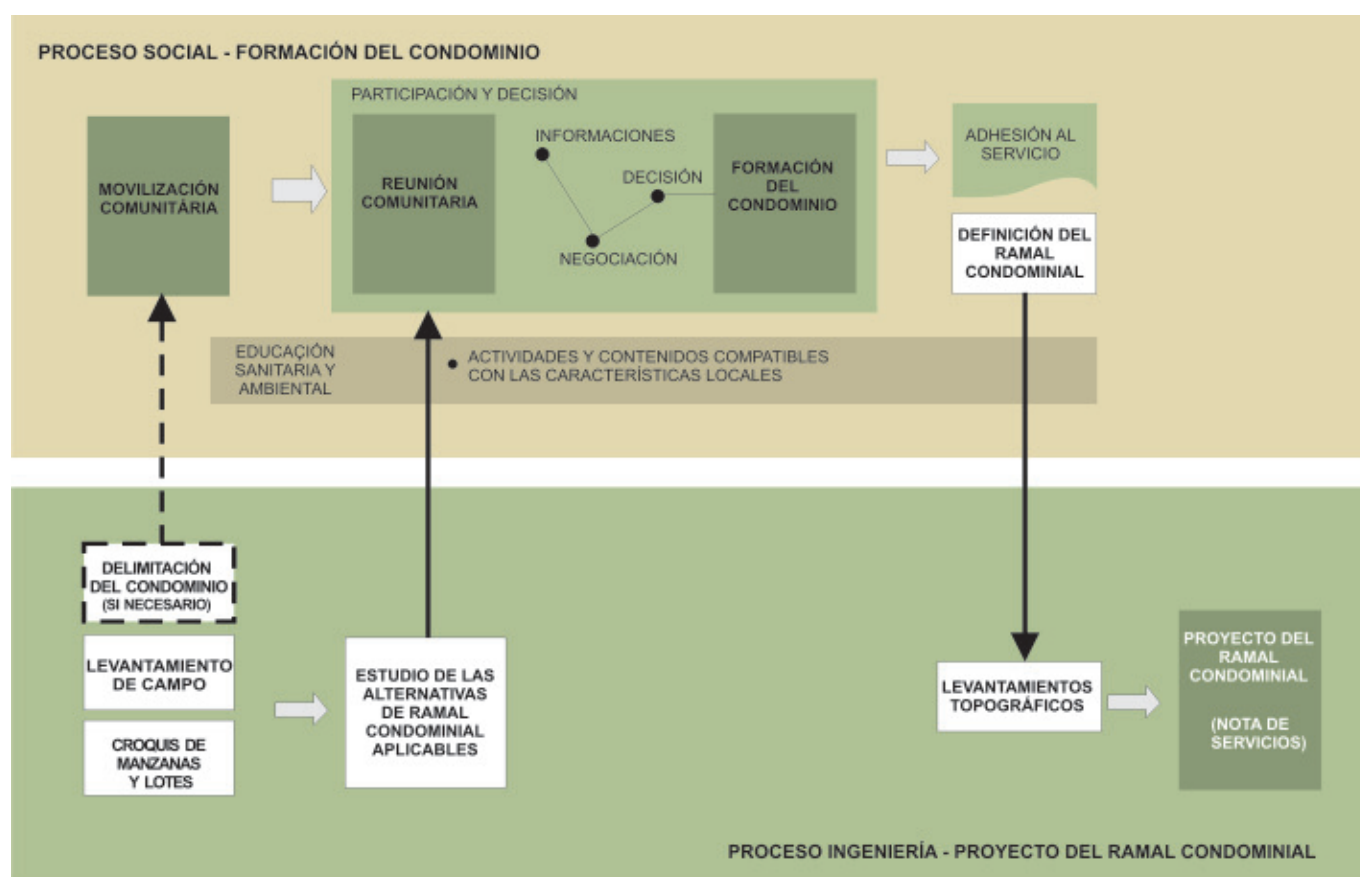 PROCESO SOCIAL - FORMACIÓN DEL CONDOMINIO
MOVILIZACIÓN
COMUNITÁRIA
PARTICIPACIÓN Y DECISIÓN
REUNIÓN
COMUNITARIA
INFORMACIONES
DECISIÓN
NEGOCIACIÓN
FORMACIÓN
DEL
CONDOMINIO
ADHESIÓN AL
SERVICIO
DEFINICIÓN DEL
RAMAL
CONDOMINIAL
EDUCAÇIÓN
SANITARIA Y
AMBIENTAL
• ACTIVIDADES Y CONTENIDOS COMPATIBLES
CON LAS CARACTERÍSTICAS LOCALES
DELIMITACIÓN
DEL CONDOMINIO
(SI NECESARIO)
LEVANTAMIENTO
DE CAMPO
CROQUIS DE
MANZANAS
Y LOTES
ESTUDIO DE LAS
ALTERNATIVAS
DE RAMAL
CONDOMINIAL
APLICABLES
LEVANTAMIENTOS
TOPOGRÁFICOS
PROYECTO DEL
RAMAL
CONDOMINIAL
(NOTA DE
SERVICIOS)
PROCESO INGENIERÍA - PROYECTO DEL RAMAL CONDOMINIAL